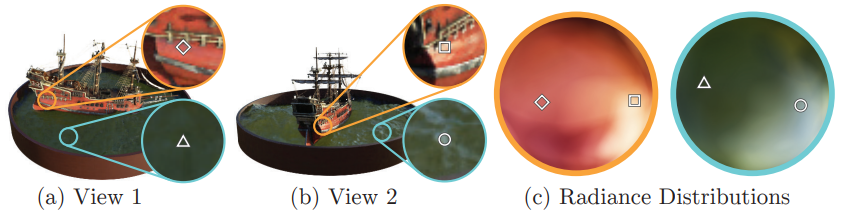 (a) View 1
(b) View 2
(c) Radiance Distributions